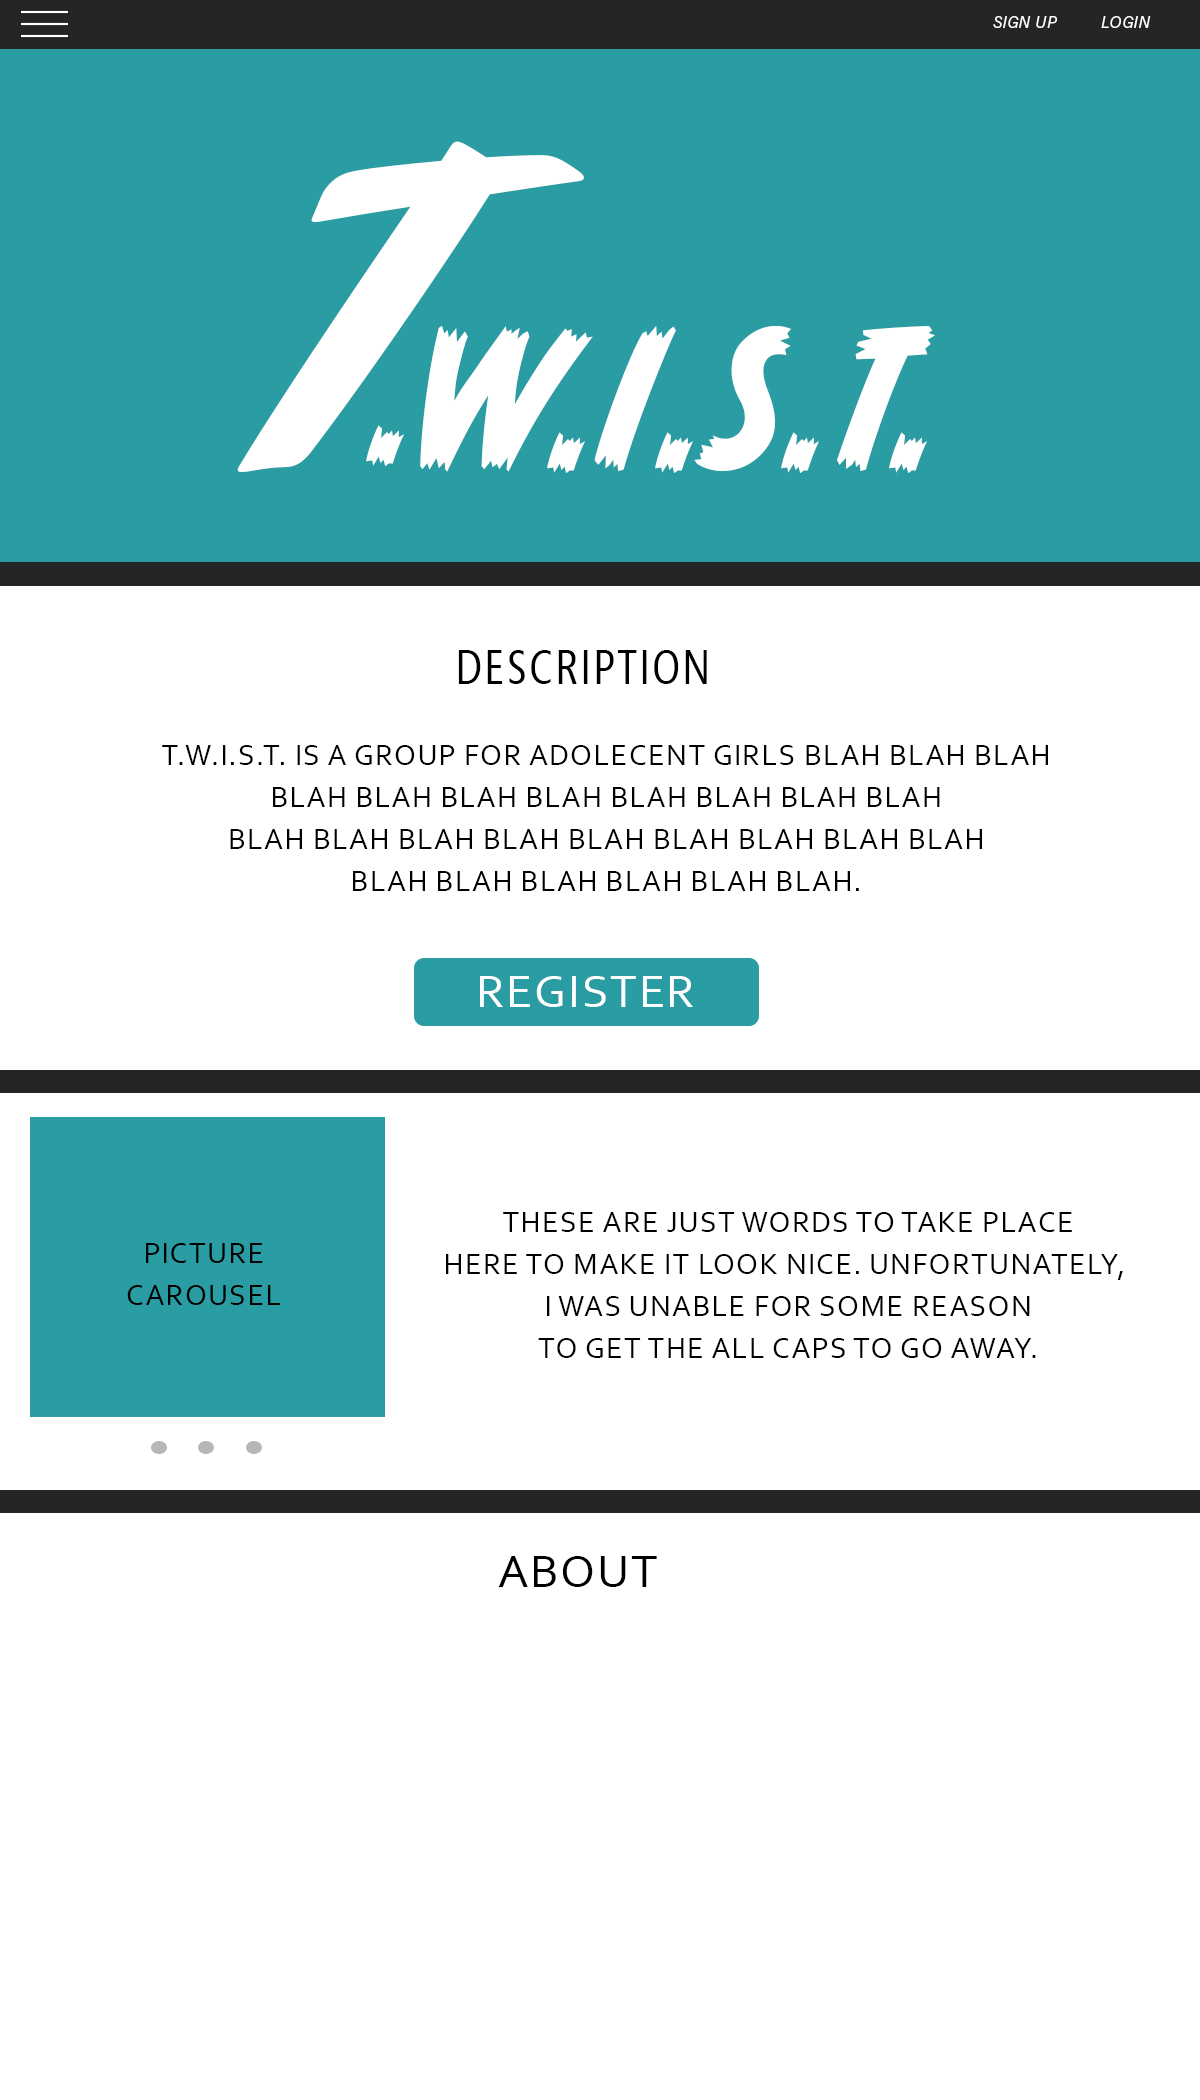 SIGN UP LOGIN
T.W.I.S.T.
DESCRIPTION
T.W.I.S.T. IS A GROUP FOR ADOLECENT GIRLS BLAH BLAH BLAH
BLAH BLAH BLAH BLAH BLAH BLAH BLAH BLAH
BLAH BLAH BLAH BLAH BLAH BLAH BLAH BLAH BLAH
BLAH BLAH BLAH BLAH BLAH BLAH.
REGISTER
PICTURE
CAROUSEL
THESE ARE JUST WORDS TO TAKE PLACE
HERE TO MAKE IT LOOK NICE. UNFORTUNATELY,
I WAS UNABLE FOR SOME REASON
TO GET THE ALL CAPS TO GO AWAY.
ABOUT